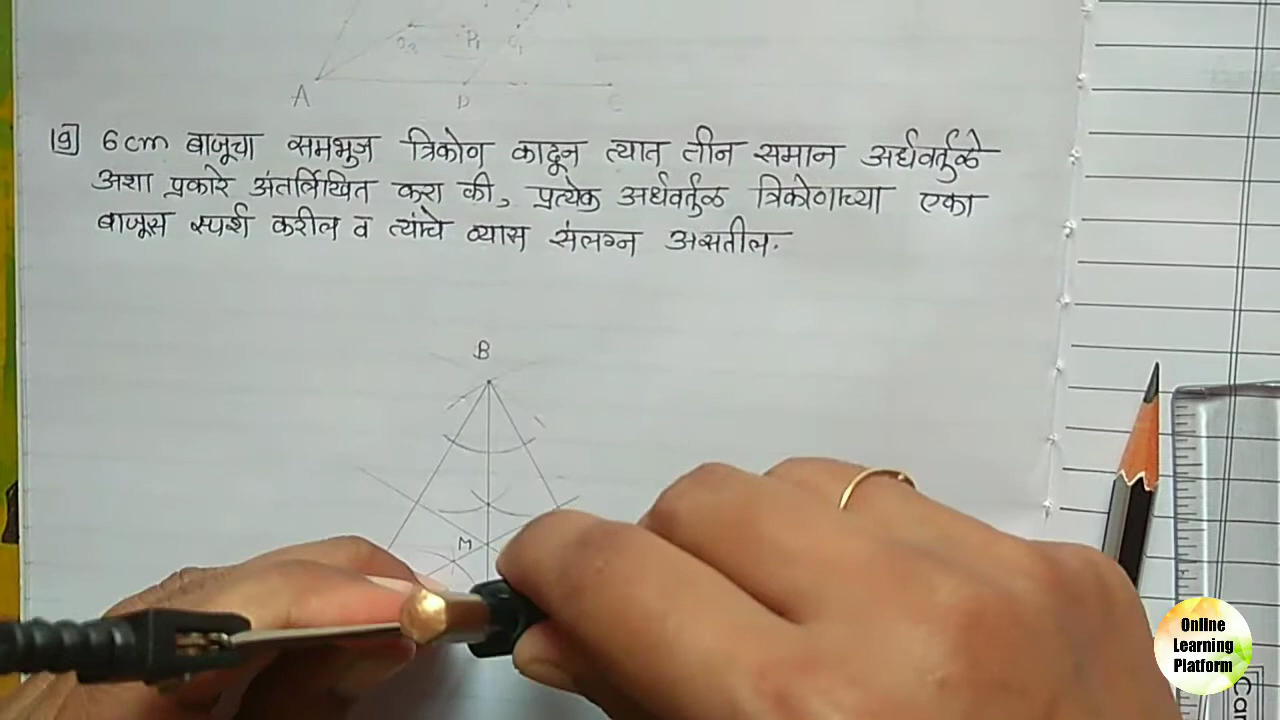 A D C
19] 6 cm बाजूचा समभुज त्रिकोण काढून त्यात तीन समान अर्धवर्तुळे
अशा प्रकारे अंतर्लिखित करा की, प्रत्येक अर्धवर्तुळ त्रिकोणाच्या एका
बाजूस स्पर्श करील व त्यांचे व्यास संलग्न असतील.
B
M
Online
Learning
Platform